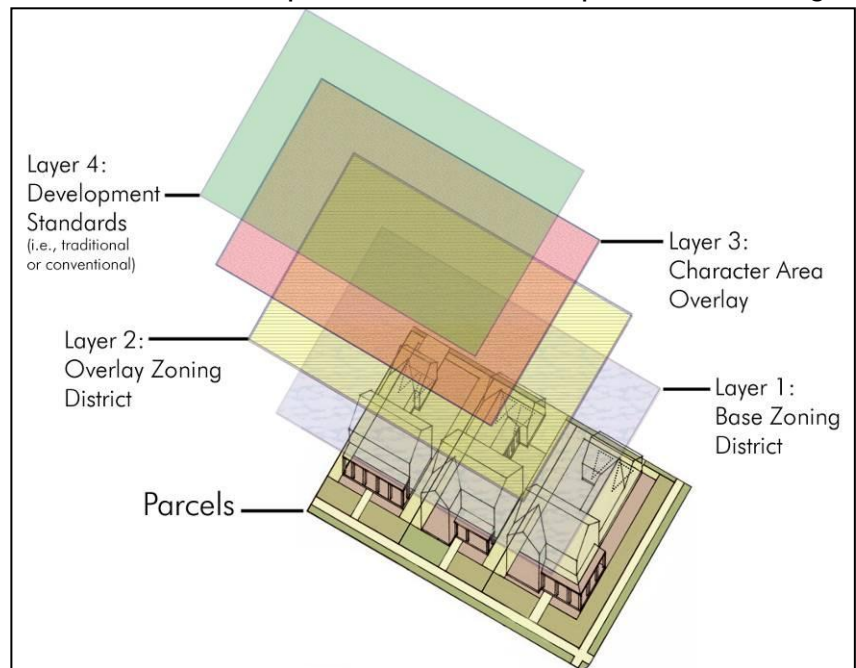 Layer 4:
Development
Standards
(i.e., traditional
or conventional)
Layer 3:
Character Area
Overlay
Layer 2:
Overlay Zoning
District
Layer 1:
Base Zoning
District
Parcels